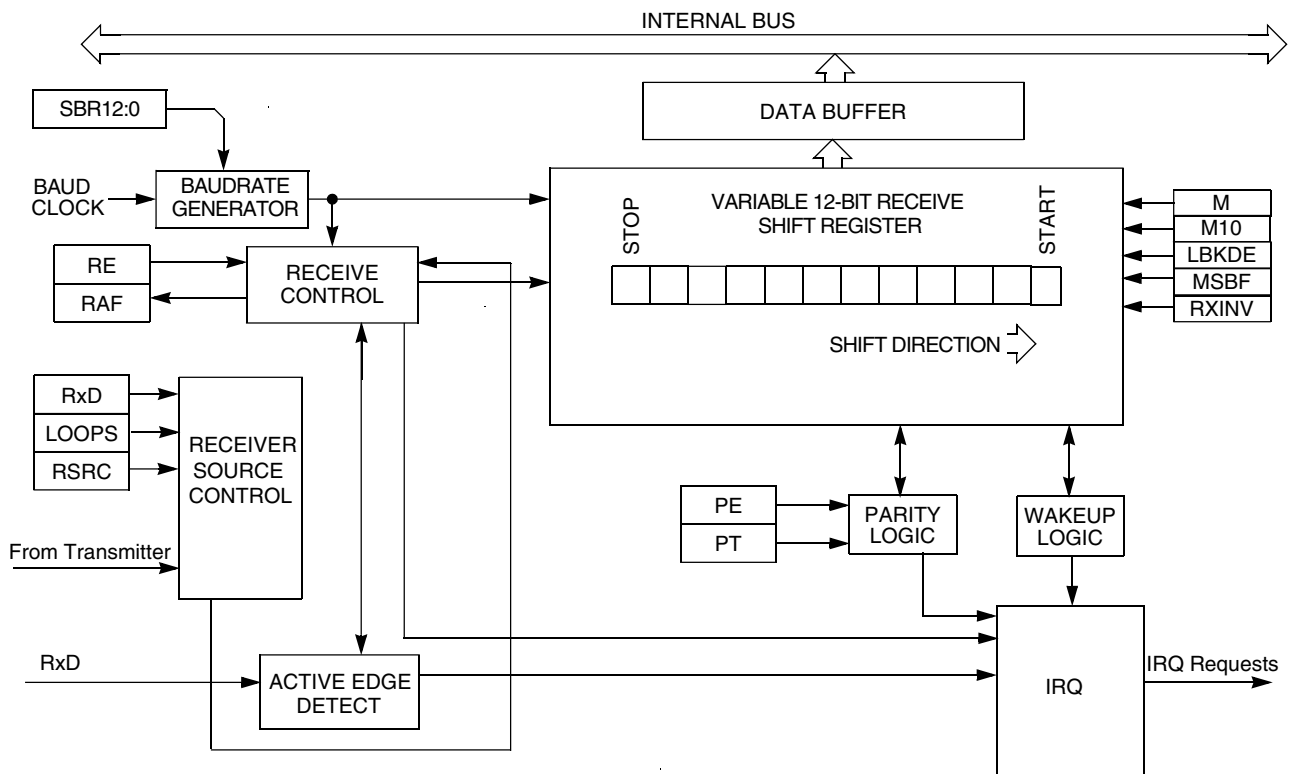 INTERNAL BUS
SBR12:0
DATA BUFFER
BAUD
CLOCK
BAUDRATE
GENERATOR
STOP
VARIABLE 12-BIT RECEIVE
SHIFT REGISTER
START
M
M10
LBKDE
MSBF
RXINV
RE
RAF
RECEIVE
CONTROL
SHIFT DIRECTION
RxD
LOOPS
RSRC
RECEIVER
SOURCE
CONTROL
From Transmitter
PE
PT
PARITY
LOGIC
WAKEUP
LOGIC
RxD
ACTIVE EDGE
DETECT
IRQ
IRQ Requests